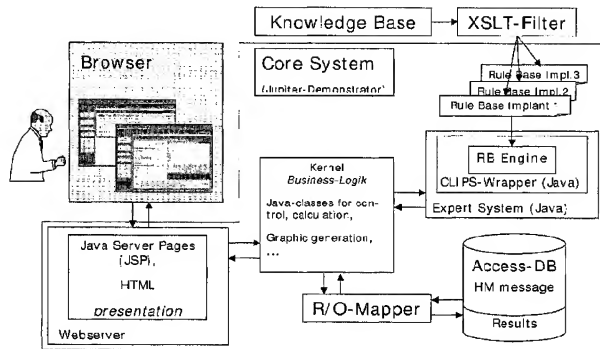 Knowledge Base
XSLT-Filter
Browser
Core System
(Jupiter-Demonstrator)
Rule Base Impl.3
Rule Base Impl.2
Rule Base Implant 1
RB Engine
CLIPS-Wrapper (Java)
Expert System (Java)
Kernel
Business-Logik
Java-classes for con-
trol, calculation,
Graphic generation,
...
Java Server Pages
(JSP),
HTML
presentation
Webserver
R/O-Mapper
Access-DB
HM message
Results